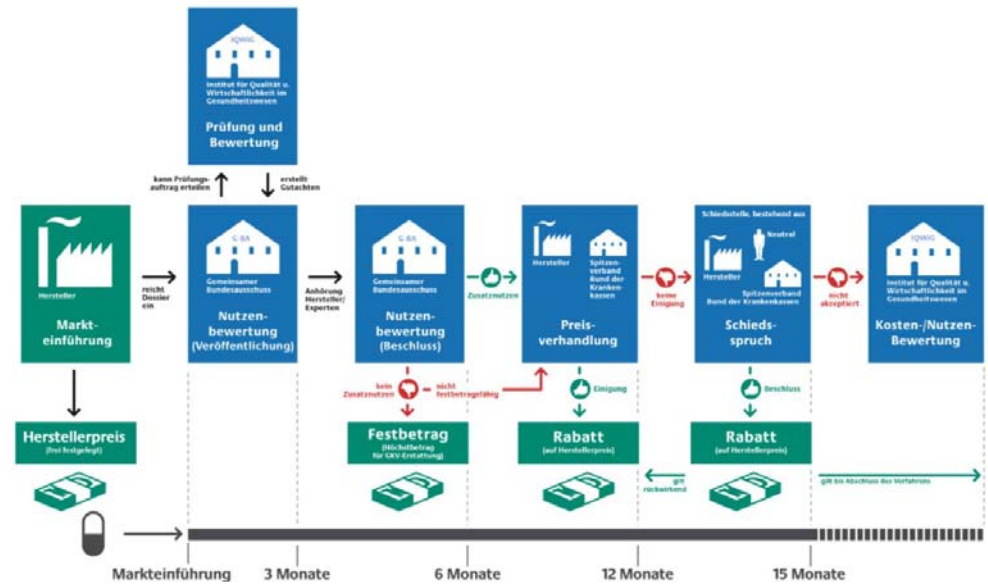 IQWiG
Institut für Qualität u.
Wirtschaftlichkeit im
Gesundheitswesen
Prüfung und
Bewertung
kann Prüfungs-
auftrag erteilen
erstellt
Gutachten
Hersteller
Markt-
einführung
reicht
Dossier
ein
G-BA
Gemeinsamer
Bundesausschuss
Nutzen-
bewertung
(Veröffentlichung)
Anhörung
Hersteller/
Experten
G-BA
Gemeinsamer
Bundesausschuss
Nutzen-
bewertung
(Beschluss)
Zusatznutzen
Hersteller
Spitzen-
verband
Bund der
Kranken-
kassen
Preis-
verhandlung
keine
Einigung
Schiedsstelle, bestehend aus
Neutral
Hersteller
Spitzenverband
Bund der Krankenkassen
Schieds-
spruch
nicht
akzeptiert
IQWiG
Institut für Qualität u.
Wirtschaftlichkeit im
Gesundheitswesen
Kosten-/Nutzen-
Bewertung
kein
Zusatznutzen
nicht
festbetragsfähig
Einigung
Beschluss
Herstellerpreis
(frei festgelegt)
Festbetrag
(Höchstbetrag
für GKV-Erstattung)
Rabatt
(auf Herstellerpreis)
Rabatt
(auf Herstellerpreis)
gilt
rückwirkend
gilt bis Abschluss des Verfahrens
Markteinführung
3 Monate
6 Monate
12 Monate
15 Monate